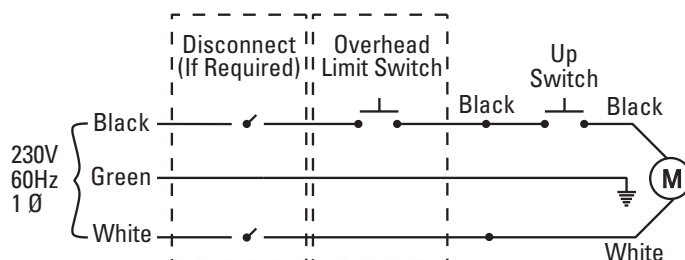 Disconnect
(If Required)
Overhead
Limit Switch
Up
Switch
Black
Black
Black
230V
60Hz
1 Ø
Green
M
White
White